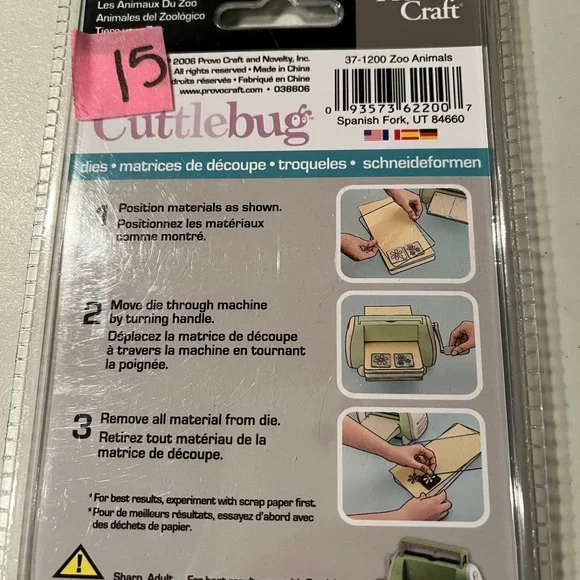 Les Animaux Du Zoo
Animales del Zoológico
Craft®
15
2006 Provo Craft and Novelty, Inc.
All rights reserved • Made in China
droits réservés • Fabriqué en Chine
www.provocraft.com • 038606
37-1200 Zoo Animals
0 93573 62200 7
Spanish Fork, UT 84660
Cuttlebug™
dies • matrices de découpe • troqueles • schneideformen
1 Position materials as shown.
Positionnez les matériaux
comme montré.
2 Move die through machine
by turning handle.
Déplacez la matrice de découpe
à travers la machine en tournant
la poignée.
3 Remove all material from die.
Retirez tout matériau de la
matrice de découpe.
*For best results, experiment with scrap paper first.
*Pour de meilleurs résultats, essayez d'abord avec
des déchets de papier.
Sharp. Adult